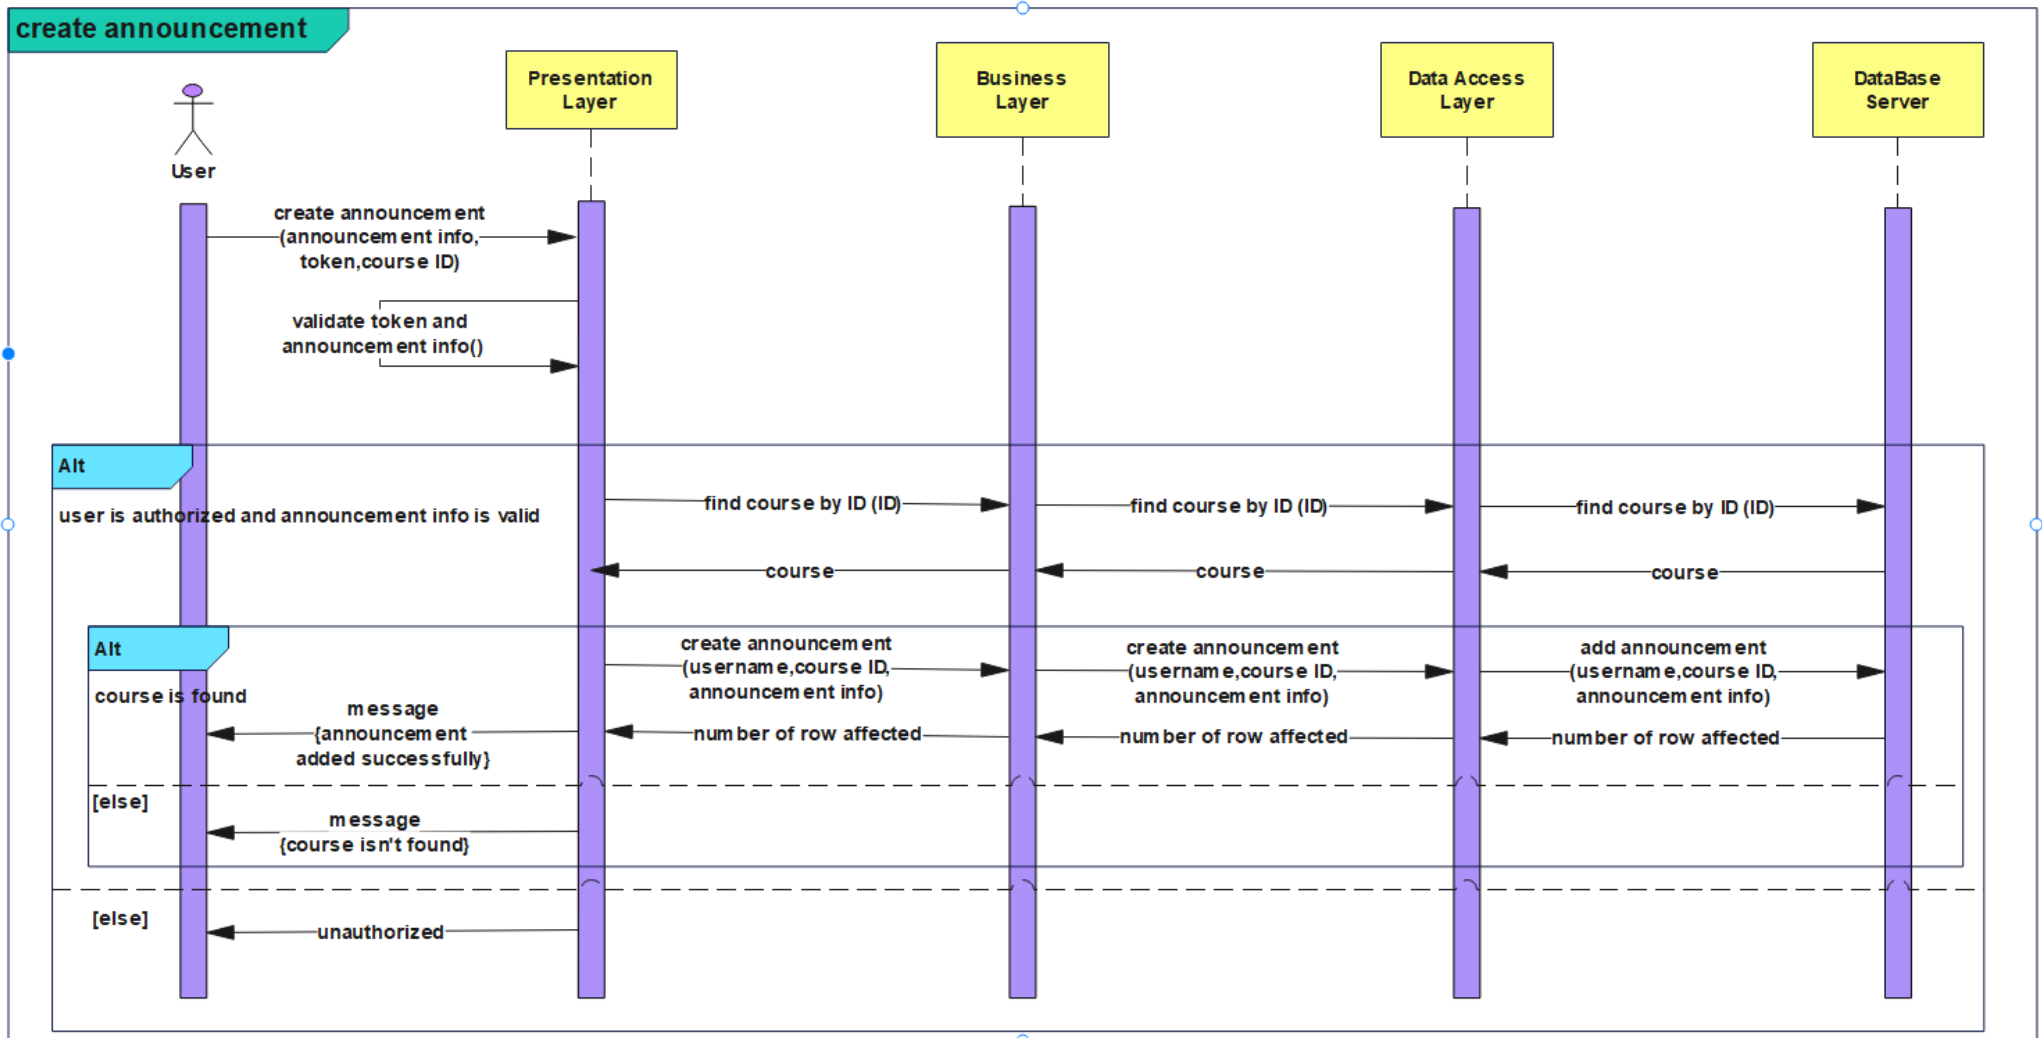 create announcement
Presentation
Layer
Business
Layer
Data Access
Layer
DataBase
Server
User
create announcement
(announcement info,
token,course ID)
validate token and
announcement info()
Alt
user is authorized and announcement info is valid
find course by ID (ID)
find course by ID (ID)
find course by ID (ID)
course
course
course
Alt
course is found
create announcement
(username,course ID,
announcement info)
create announcement
(username,course ID,
announcement info)
add announcement
(username,course ID,
announcement info)
message
{announcement
added successfully}
number of row affected
number of row affected
number of row affected
[else]
message
{course isn't found}
[else]
unauthorized